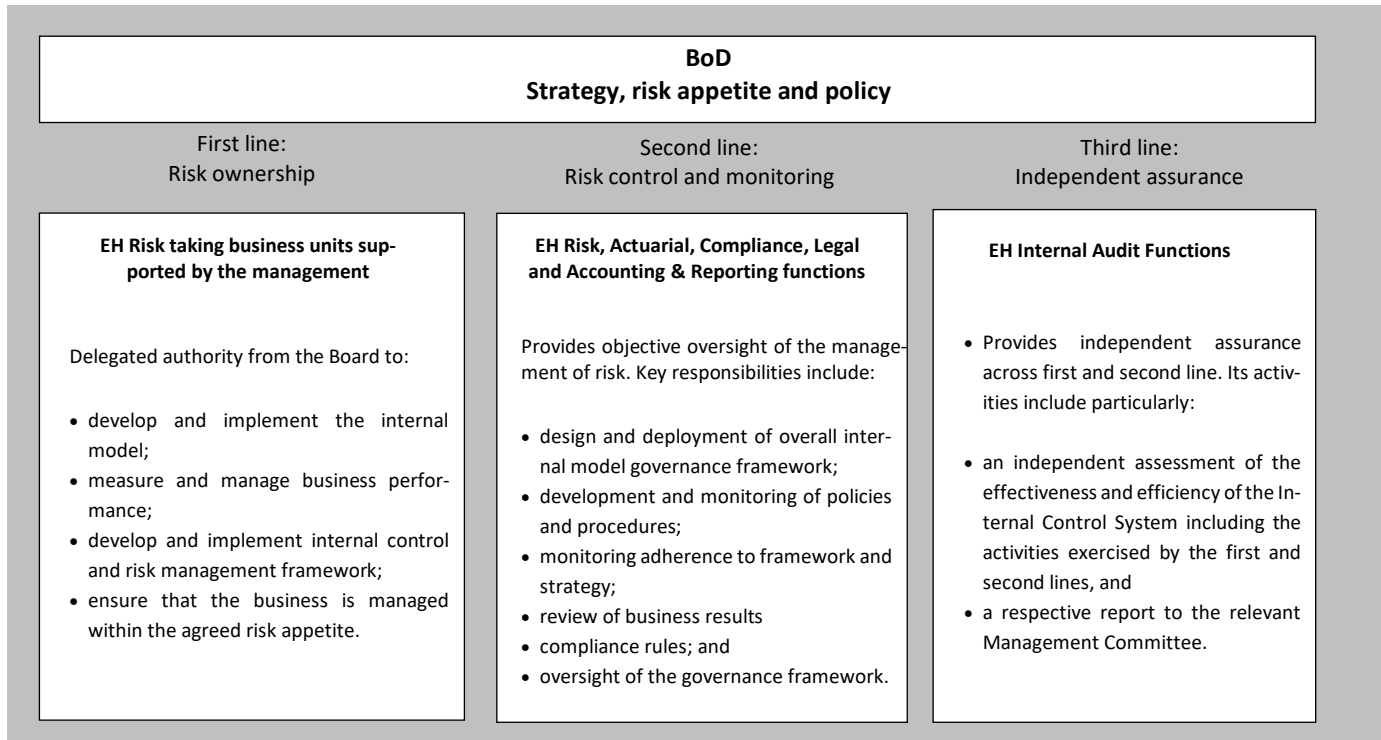 BoD
Strategy, risk appetite and policy
First line:
Risk ownership
EH Risk taking business units sup-
ported by the management
Delegated authority from the Board to:
• develop and implement the internal
model;
• measure and manage business perfor-
mance;
• develop and implement internal control
and risk management framework;
• ensure that the business is managed
within the agreed risk appetite.
Second line:
Risk control and monitoring
EH Risk, Actuarial, Compliance, Legal
and Accounting & Reporting functions
Provides objective oversight of the manage-
ment of risk. Key responsibilities include:
• design and deployment of overall inter-
nal model governance framework;
• development and monitoring of policies
and procedures;
• monitoring adherence to framework and
strategy;
• review of business results
• compliance rules; and
• oversight of the governance framework.
Third line:
Independent assurance
EH Internal Audit Functions
• Provides independent assurance
across first and second line. Its activ-
ities include particularly:
• an independent assessment of the
effectiveness and efficiency of the In-
ternal Control System including the
activities exercised by the first and
second lines, and
• a respective report to the relevant
Management Committee.